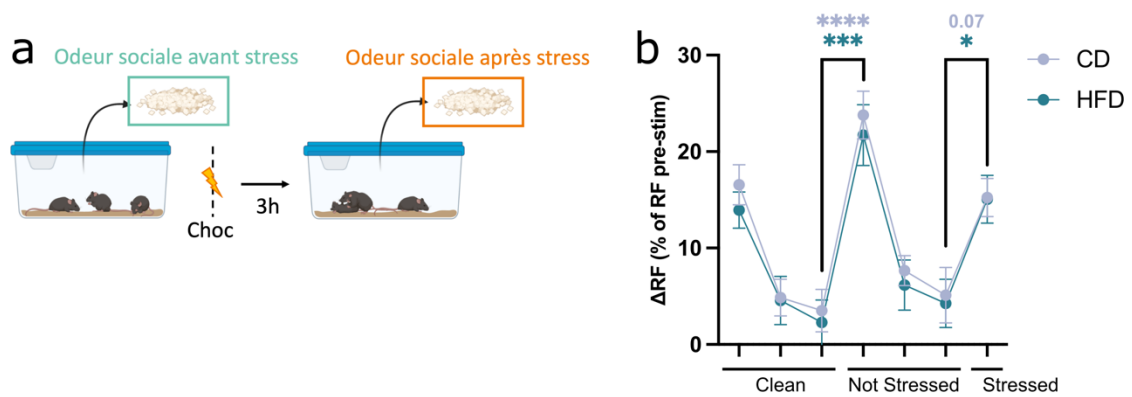 a
Odeur sociale avant stress
Odeur sociale après stress
Choc
3h
b
**** 0.07
*** *
30
20
10
0
ΔRF (% of RF pre-stim)
Clean Not Stressed Stressed
CD
HFD